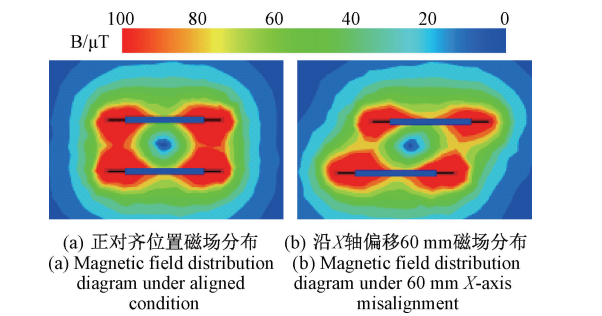 100 80 60 40 20 0
B/μT
(a) 正对齐位置磁场分布
(a) Magnetic field distribution
diagram under aligned
condition
(b) 沿X轴偏移60 mm磁场分布
(b) Magnetic field distribution
diagram under 60 mm X-axis
misalignment